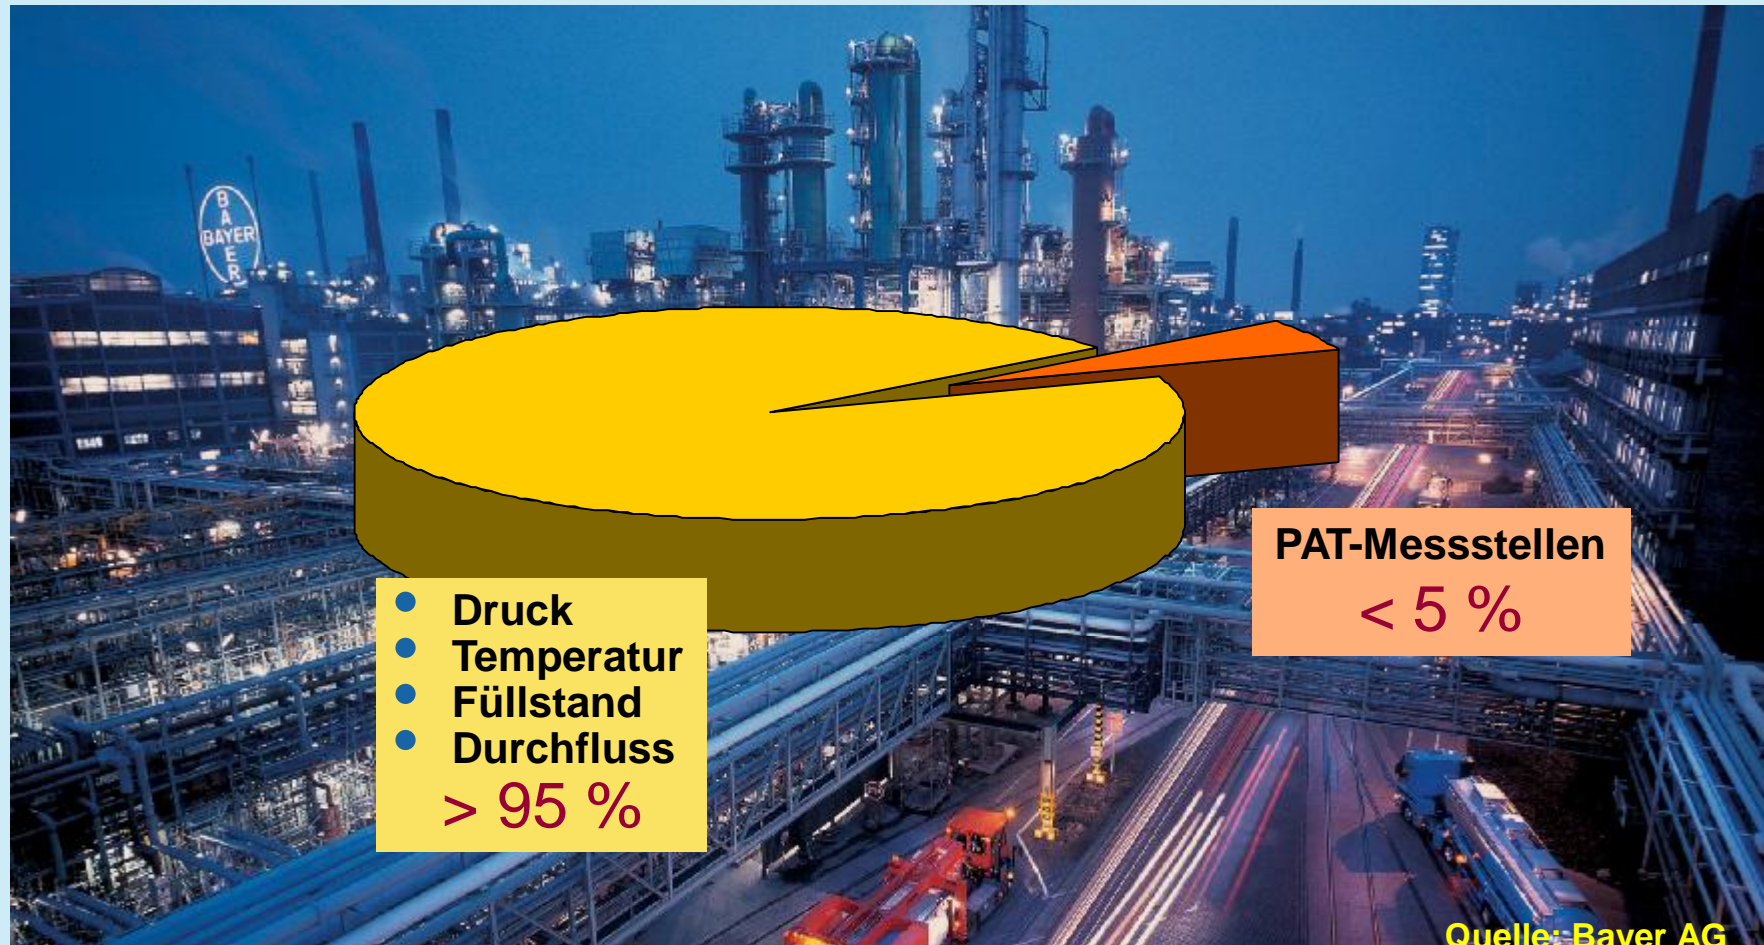 B
A
BAYER
E
R
• Druck
• Temperatur
• Füllstand
• Durchfluss
> 95 %
PAT-Messstellen
< 5 %
Quelle: Bayer AG